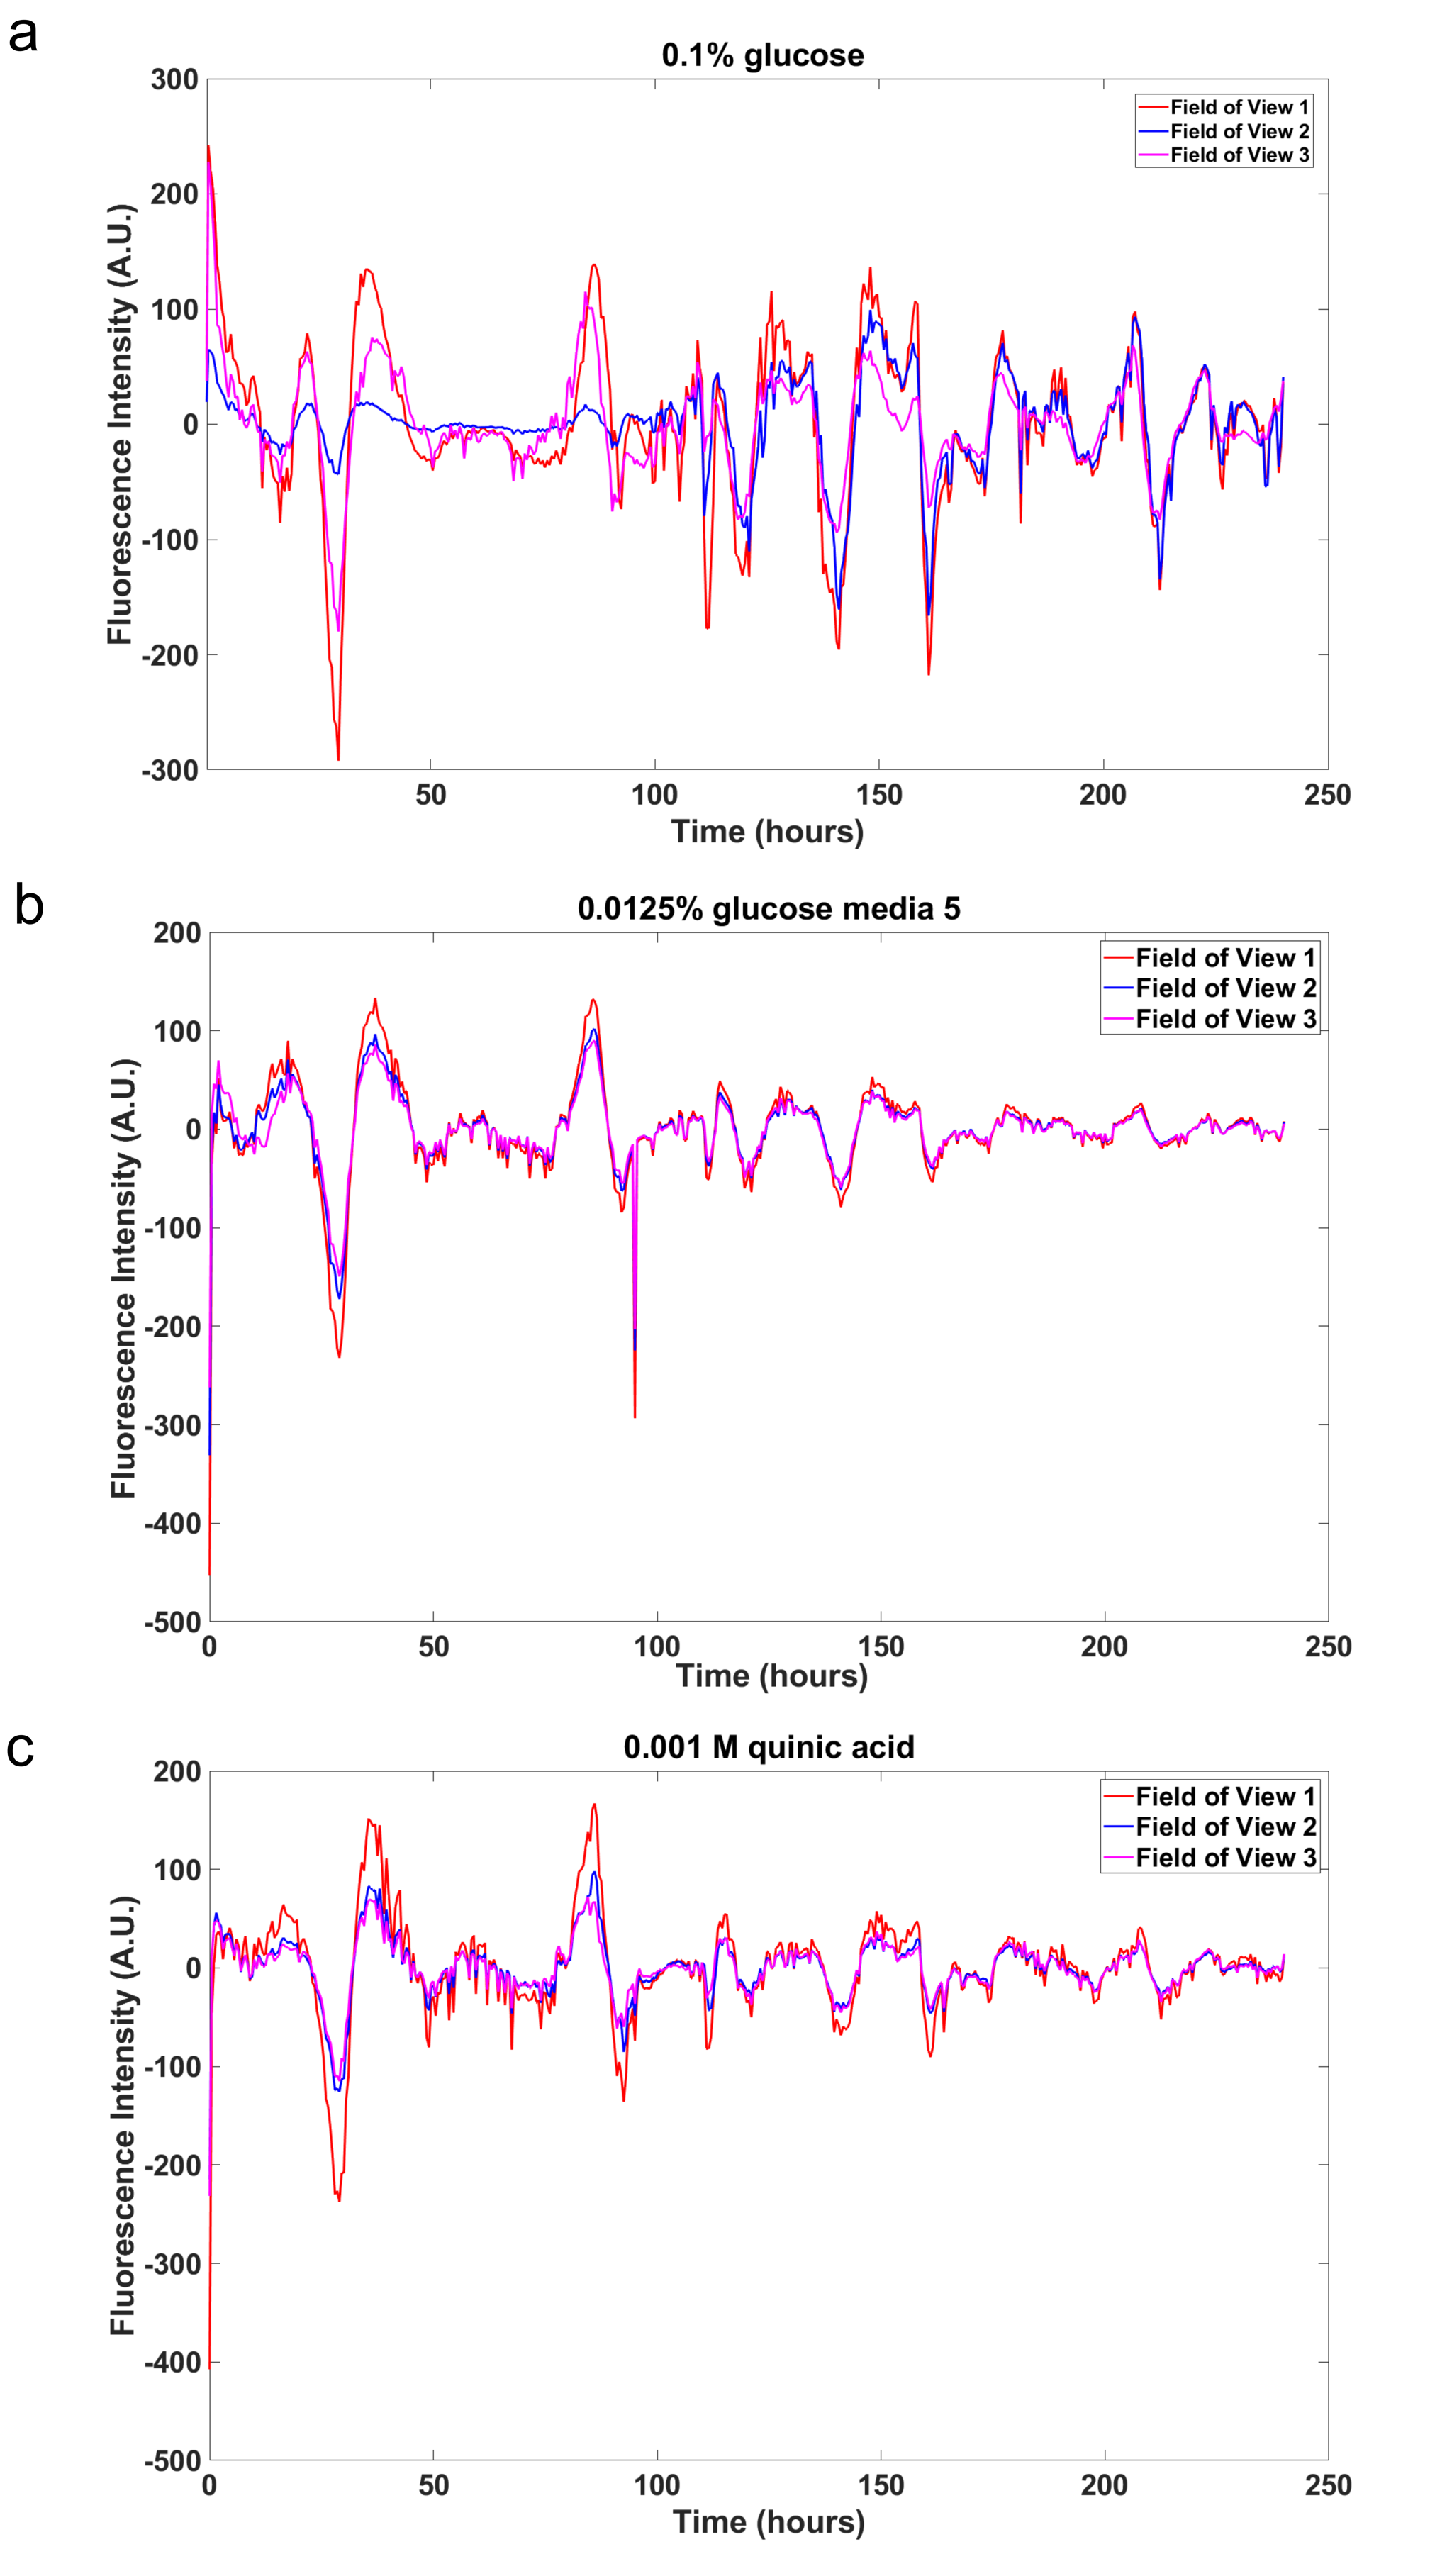 a
0.1% glucose
300
200
100
0
-100
-200
-300
50
100
150
200
250
Fluorescence Intensity (A.U.)
Time (hours)
Field of View 1
Field of View 2
Field of View 3
b
0.0125% glucose media 5
200
100
0
-100
-200
-300
-400
-500
0
50
100
150
200
250
Fluorescence Intensity (A.U.)
Time (hours)
Field of View 1
Field of View 2
Field of View 3
c
0.001 M quinic acid
200
100
0
-100
-200
-300
-400
-500
0
50
100
150
200
250
Fluorescence Intensity (A.U.)
Time (hours)
Field of View 1
Field of View 2
Field of View 3